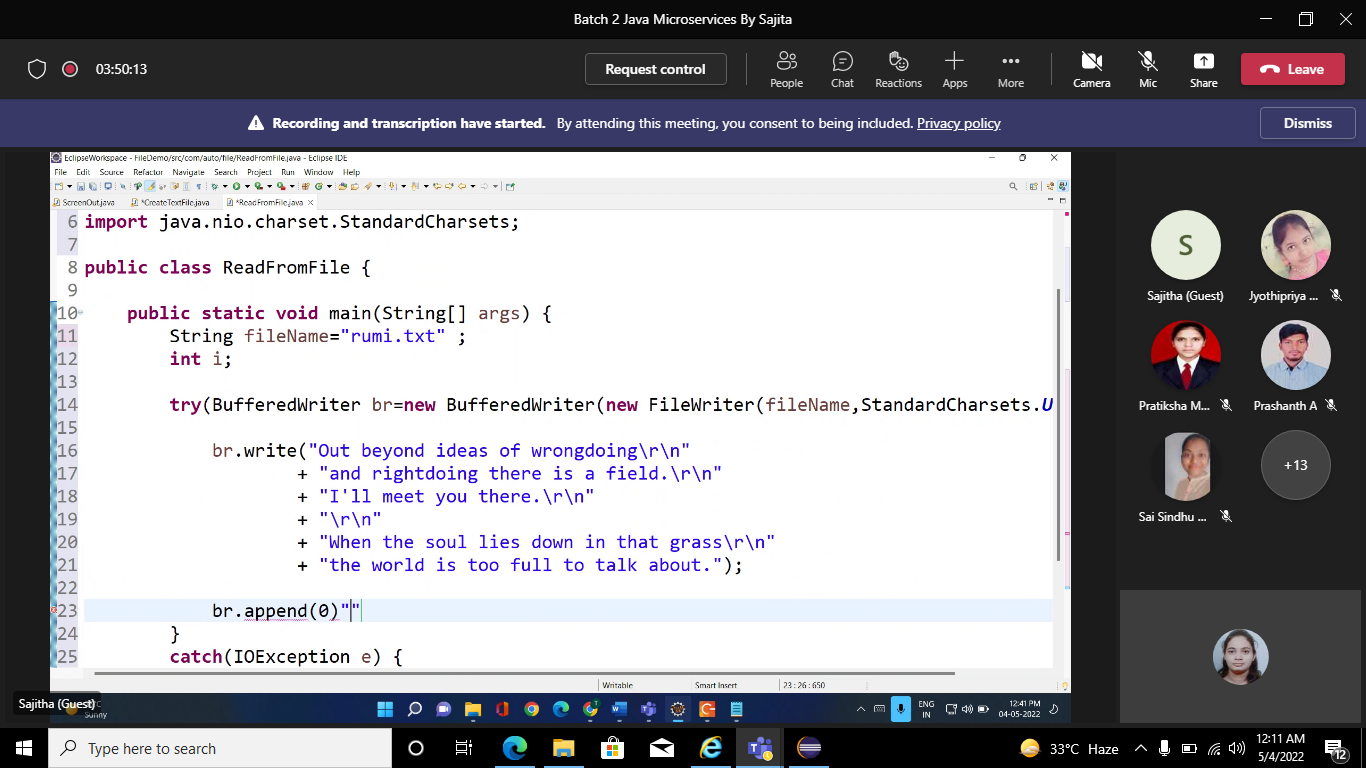 Batch 2 Java Microservices By Sajita
03:50:13
Request control
People
Chat
Reactions
Apps
More
Camera
Mic
Share
Leave
Recording and transcription have started. By attending this meeting, you consent to being included. Privacy policy
Dismiss
EclipseWorkspace - FileDemo/src/com/auto/file/ReadFromFile.java - Eclipse IDE
File Edit Source Refactor Navigate Search Project Run Window Help
ScreenOut.java *CreateTextFile.java *ReadFromFile.java
6 import java.nio.charset.StandardCharsets;
7
8 public class ReadFromFile {
9
10 public static void main(String[] args) {
11 String fileName="rumi.txt" ;
12 int i;
13
14 try(BufferedWriter br=new BufferedWriter(new FileWriter(fileName,StandardCharsets.U
15
16 br.write("Out beyond ideas of wrongdoing\r\n"
17 + "and rightdoing there is a field.\r\n"
18 + "I'll meet you there.\r\n"
19 + "\r\n"
20 + "When the soul lies down in that grass\r\n"
21 + "the world is too full to talk about.");
22
23 br.append(0)""
24 }
25 catch(IOException e) {
Writable Smart Insert 23 : 26 : 650
S
Sajitha (Guest)
Jyothipriya ...
Pratiksha M...
Prashanth A
+13
Sai Sindhu ...
Sajitha (Guest)
Sunny
ENG
IN
12:41 PM
04-05-2022
Type here to search
33°C Haze
12:11 AM
5/4/2022
12